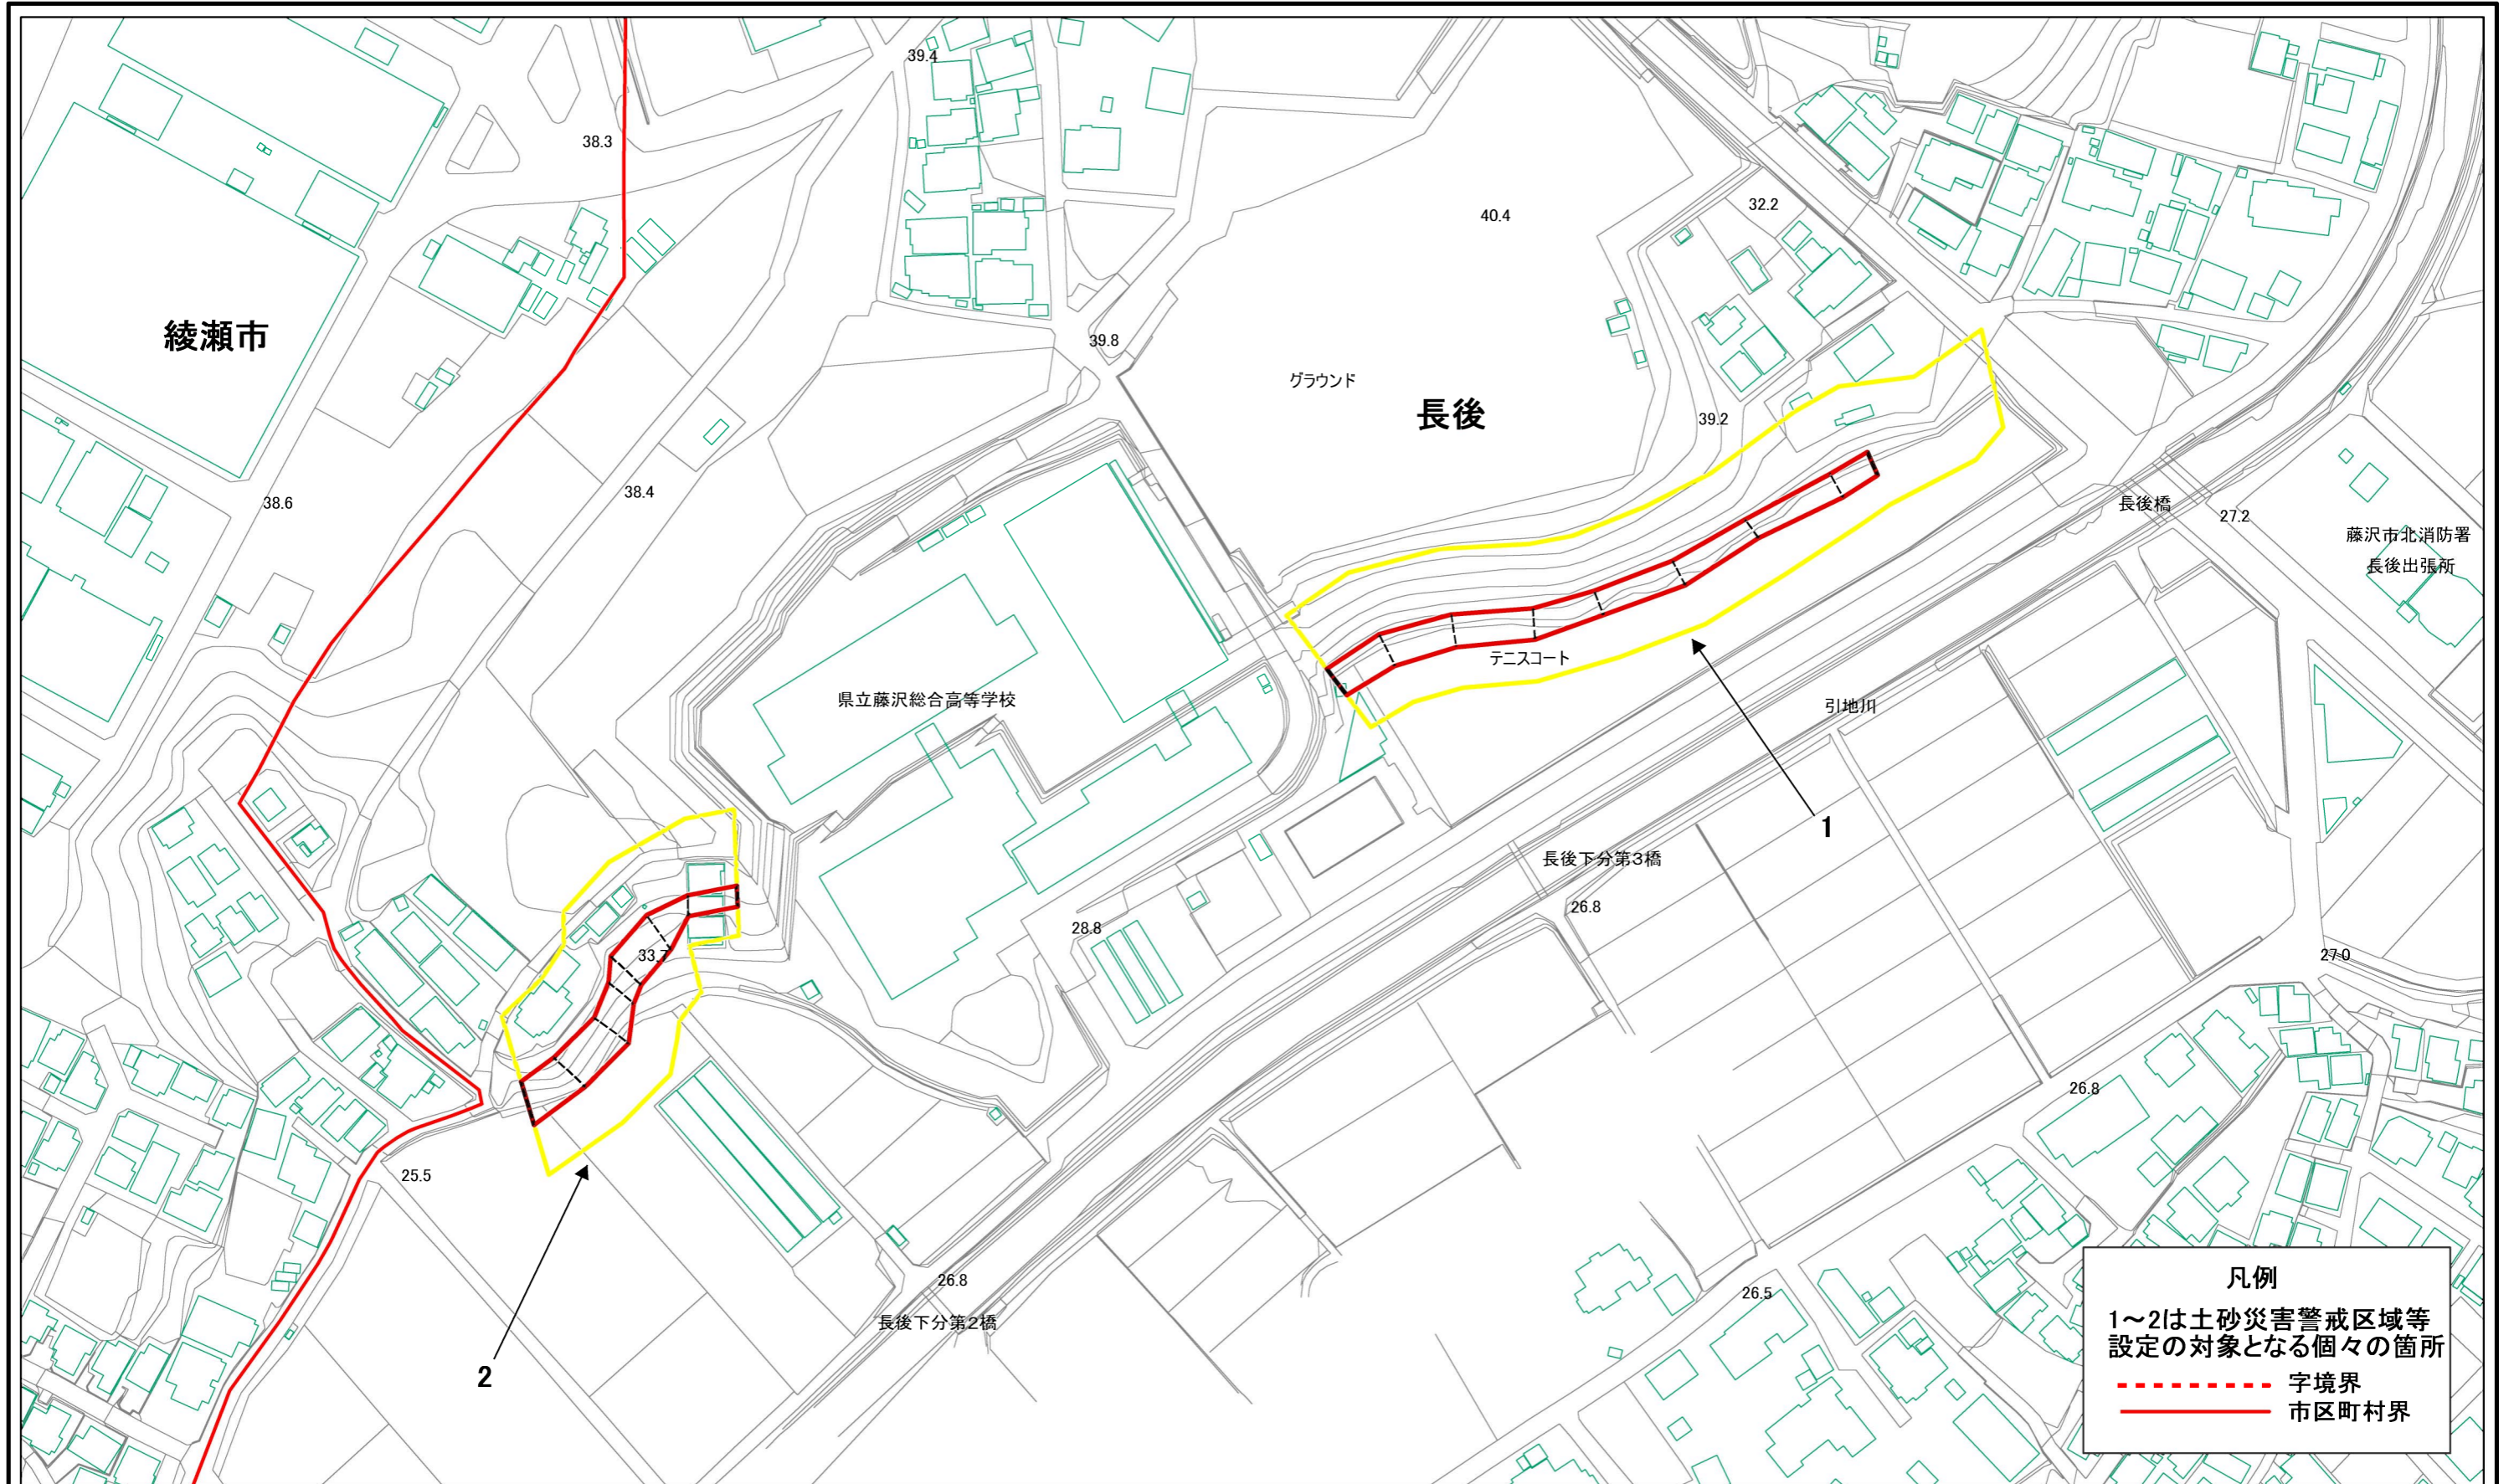 39.4
38.3
40.4
32.2
綾瀬市
39.8
グラウンド
長後
39.2
38.6
38.4
長後橋
27.2
藤沢市北消防署
長後出張所
テニスコート
県立藤沢総合高等学校
引地川
1
長後下分第3橋
26.8
28.8
33.7
27.0
26.8
25.5
26.8
26.5
長後下分第2橋
2
凡例
1～2は土砂災害警戒区域等
設定の対象となる個々の箇所
字境界
市区町村界